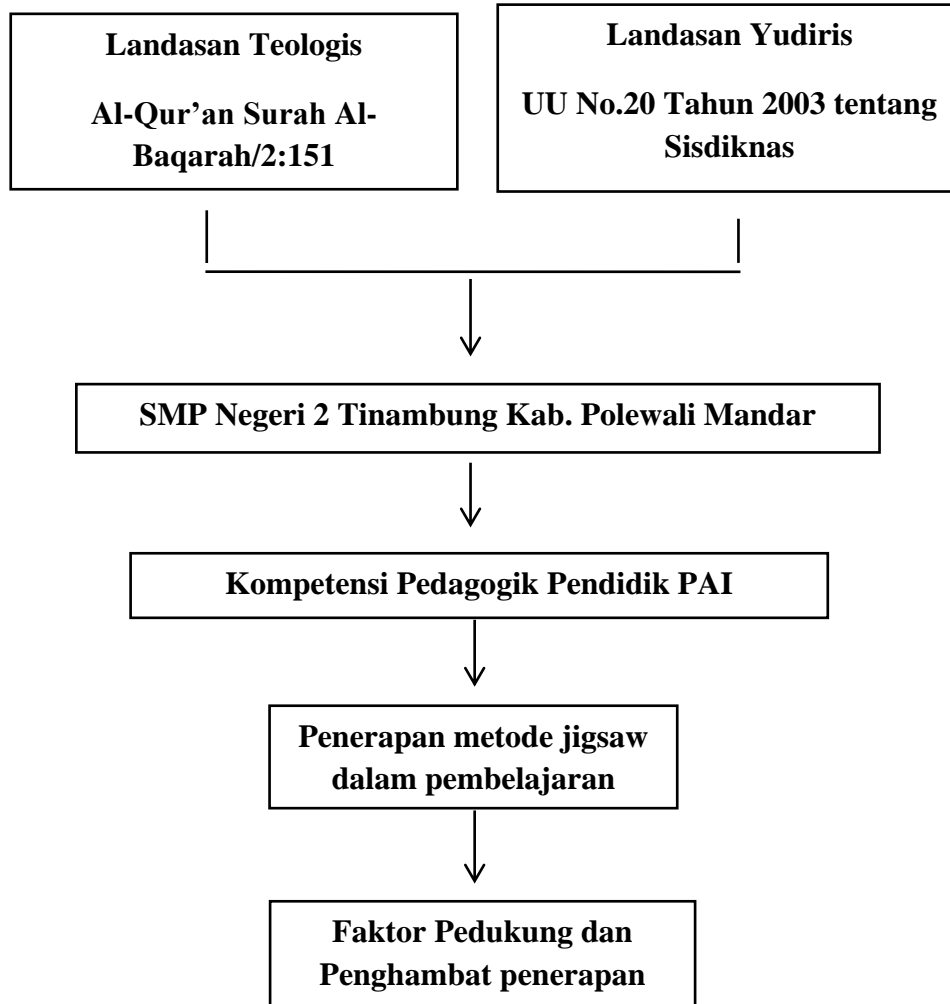 Landasan Teologis
Al-Qur’an Surah Al-
Baqarah/2:151
Landasan Yudiris
UU No.20 Tahun 2003 tentang
Sisdiknas
SMP Negeri 2 Tinambung Kab. Polewali Mandar
Kompetensi Pedagogik Pendidik PAI
Penerapan metode jigsaw
dalam pembelajaran
Faktor Pedukung dan
Penghambat penerapan